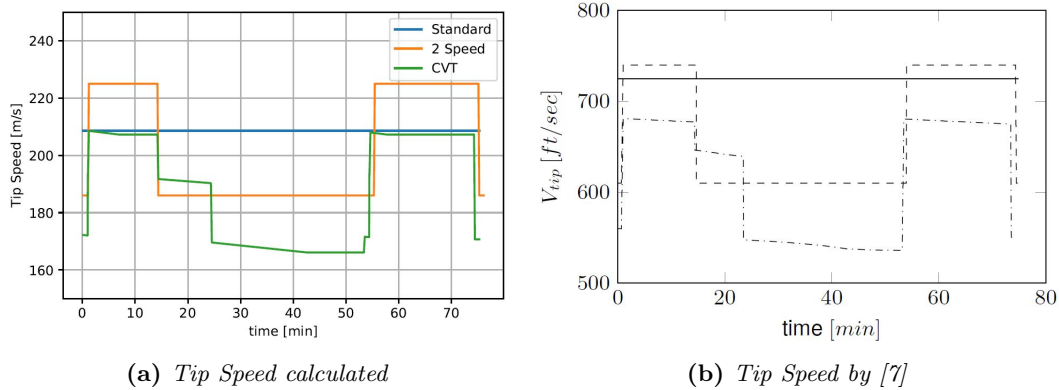 240
220
200
180
160
Tip Speed [m/s]
0 10 20 30 40 50 60 70
time [min]
Standard
2 Speed
CVT
(a) Tip Speed calculated
800
700
600
500
V_tip [ft/sec]
0 20 40 60 80
time [min]
(b) Tip Speed by [7]